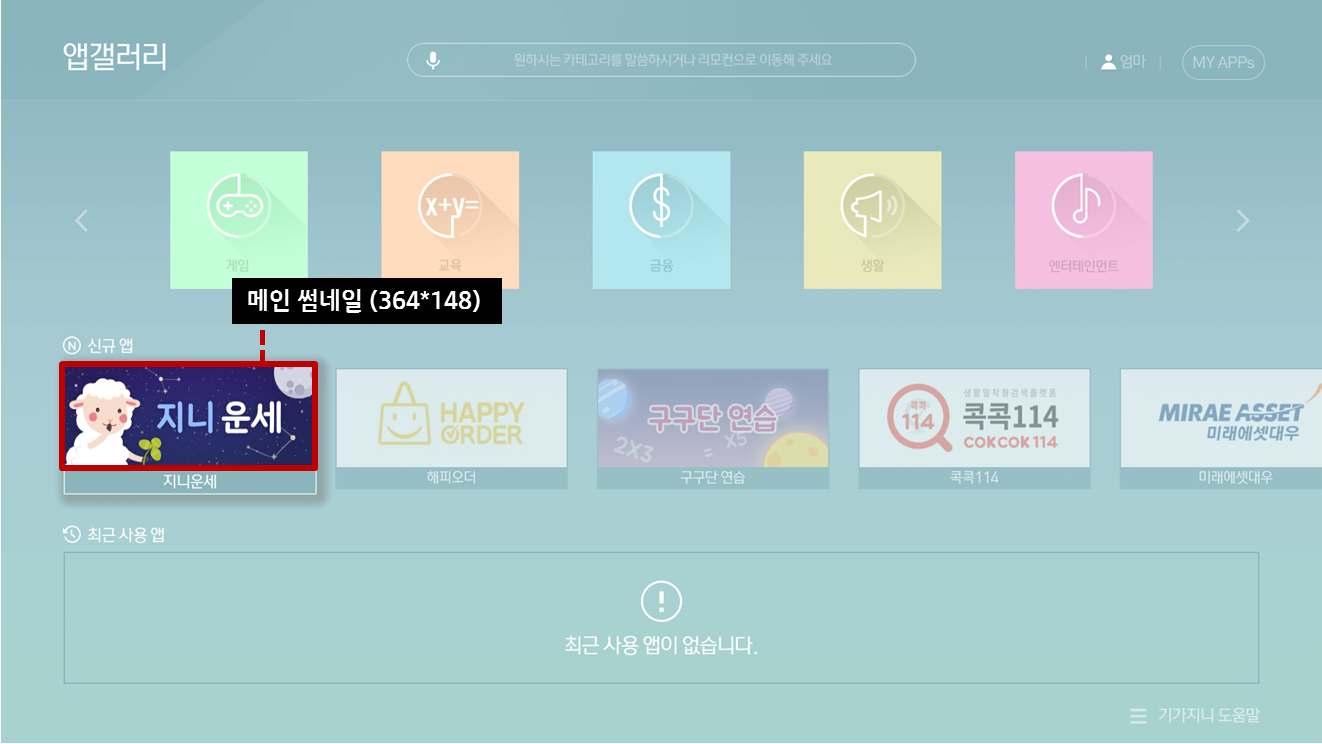 앱갤러리
원하시는 카테고리를 말씀하시거나 리모컨으로 이동해 주세요
엄마
MY APPs
x+y=
$
게임
교육
금융
생활
엔터테인먼트
메인 썸네일 (364*148)
N 신규 앱
지니 운세
HAPPY
ORDER
구구단 연습
2X3 = X5
콕콕
114
생활밀착형검색플랫폼
콕콕114
COKCOK 114
MIRAE ASSET
미래에셋대우
지니운세
해피오더
구구단 연습
콕콕114
미래에셋대우
최근 사용 앱
!
최근 사용 앱이 없습니다.
기가지니 도움말